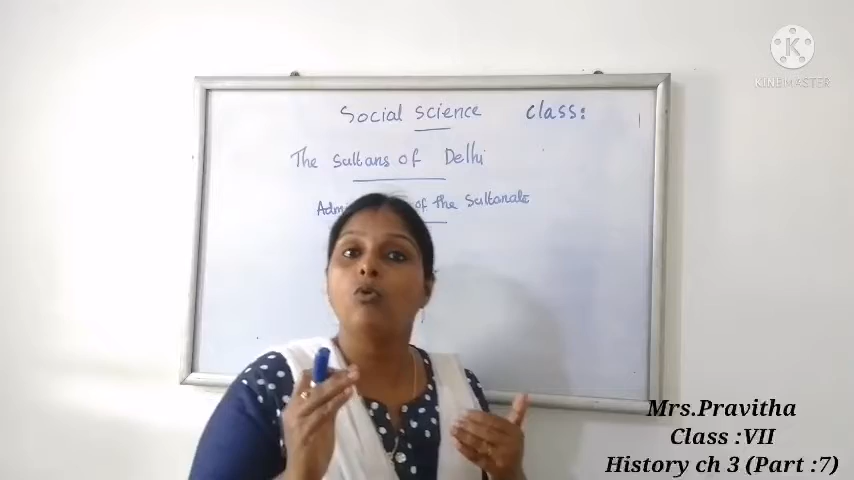 KINEMASTER
Social Science Class:
The Sultans of Delhi
of the Sultanate
Mrs.Pravitha
Class :VII
History ch 3 (Part :7)